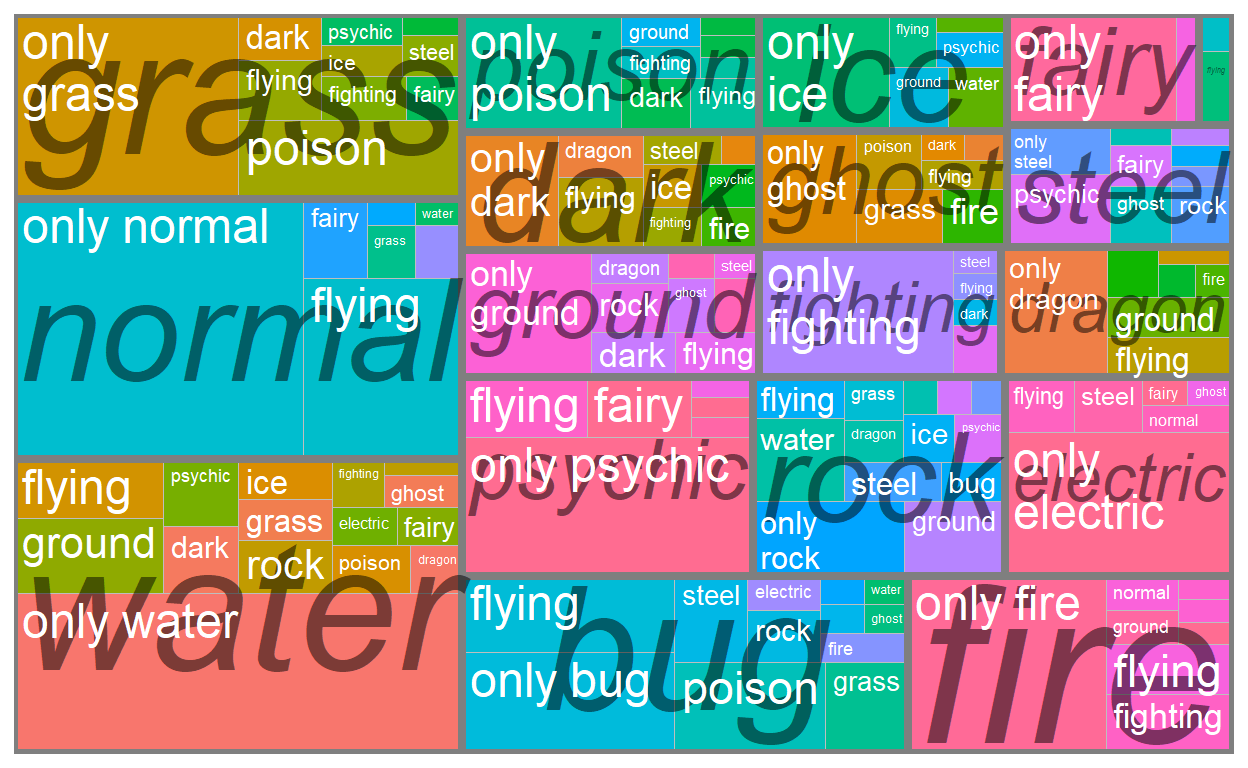 grass
only
grass
dark
flying
psychic
ice
fighting
steel
fairy
poison
normal
only normal
fairy
flying
grass
water
water
flying
ground
only water
psychic
dark
ice
grass
rock
fighting
electric
poison
ghost
fairy
dragon
poison
only
poison
ground
fighting
dark
flying
ice
only
ice
flying
psychic
ground
water
fairy
only
fairy
flying
dark
only
dark
dragon
flying
steel
ice
fighting
psychic
fire
ghost
only
ghost
poison
grass
dark
flying
fire
steel
only
steel
psychic
fairy
ghost
rock
ground
only
ground
dragon
rock
dark
ghost
steel
flying
fighting
only
fighting
steel
flying
dark
dragon
only
dragon
fire
ground
flying
psychic
flying
fairy
only psychic
rock
flying
water
grass
dragon
ice
psychic
steel
bug
only
rock
ground
electric
flying
steel
fairy
ghost
normal
only
electric
bug
flying
only bug
steel
poison
electric
rock
fire
water
ghost
grass
fire
only fire
normal
ground
flying
fighting